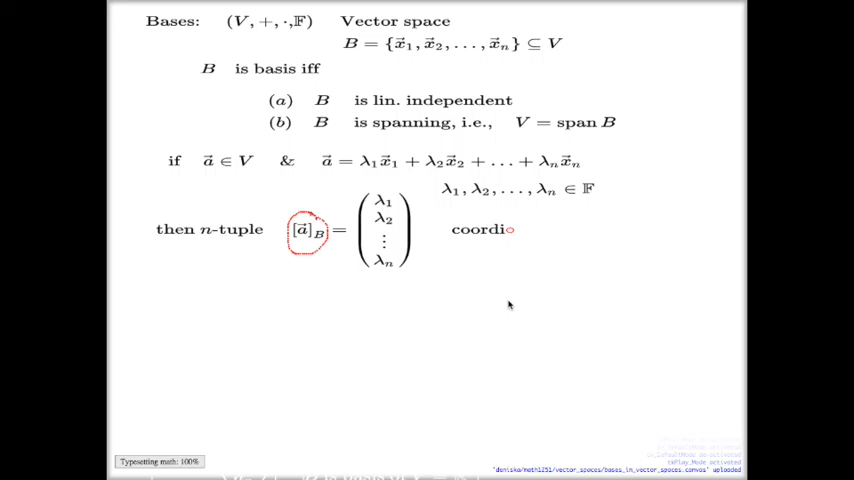 Bases: (V, +, ·, 𝔽) Vector space
B = {x⃗₁, x⃗₂, . . . , x⃗ₙ} ⊆ V
B is basis iff
(a) B is lin. independent
(b) B is spanning, i.e., V = span B
if a⃗ ∈ V & a⃗ = λ₁x⃗₁ + λ₂x⃗₂ + . . . + λₙx⃗ₙ
λ₁, λ₂, . . . , λₙ ∈ 𝔽
then n-tuple [a⃗]_B = (λ₁ λ₂ ⋮ λₙ) coordi
Typesetting math: 100%